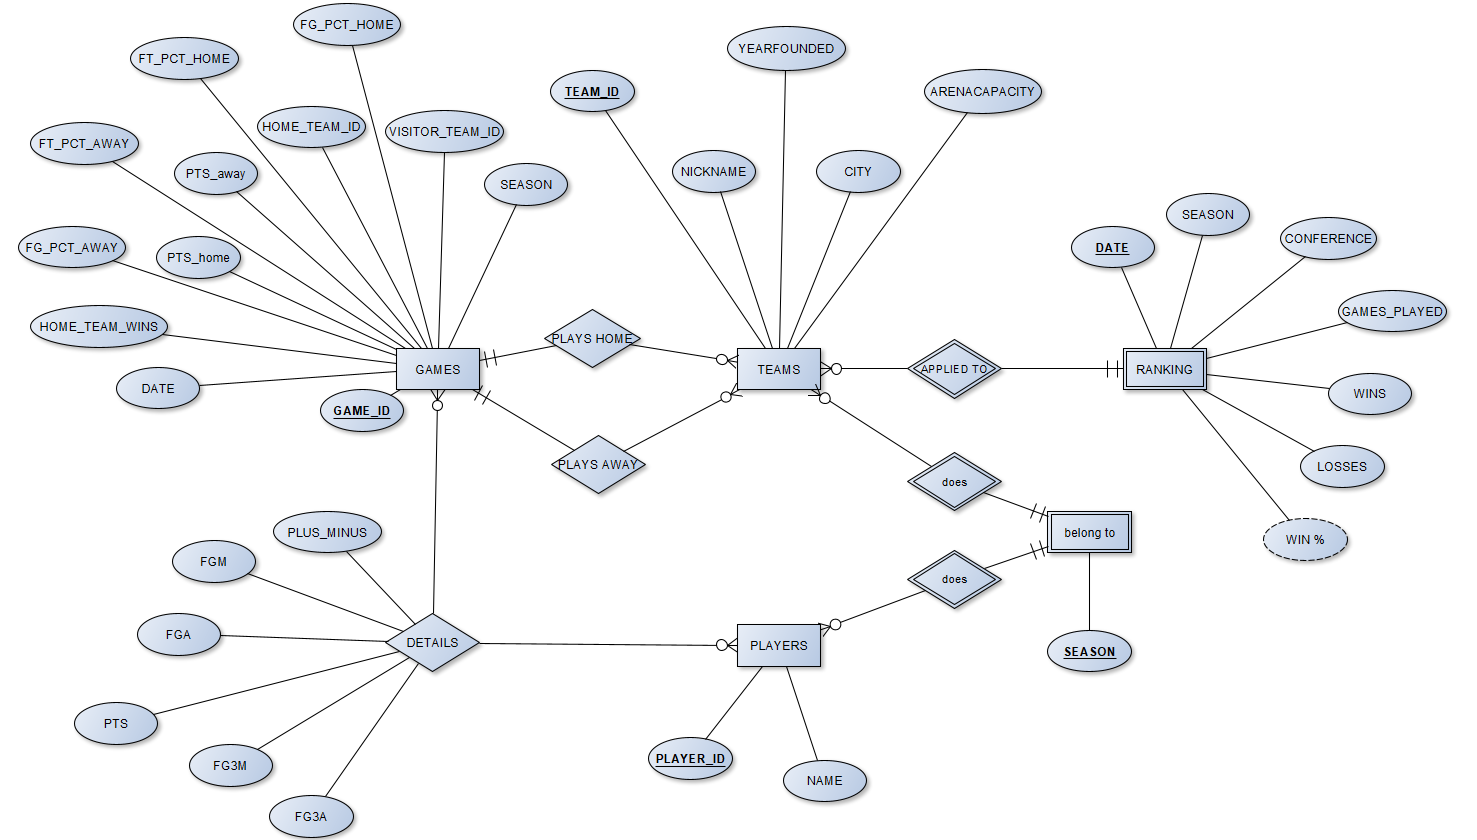 FG_PCT_HOME
FT_PCT_HOME
YEARFOUNDED
TEAM_ID
ARENACAPACITY
HOME_TEAM_ID
VISITOR_TEAM_ID
FT_PCT_AWAY
PTS_away
SEASON
NICKNAME
CITY
SEASON
DATE
CONFERENCE
FG_PCT_AWAY
PTS_home
HOME_TEAM_WINS
GAMES_PLAYED
PLAYS HOME
GAMES
TEAMS
APPLIED TO
RANKING
DATE
GAME_ID
WINS
PLAYS AWAY
LOSSES
does
PLUS_MINUS
belong to
WIN %
FGM
does
FGA
DETAILS
PLAYERS
SEASON
PTS
FG3M
PLAYER_ID
NAME
FG3A